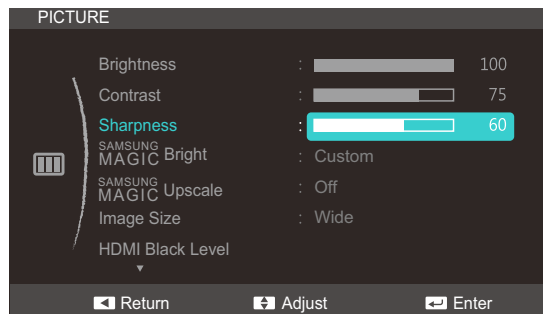 PICTURE
Brightness : 100
Contrast : 75
Sharpness : 60
SAMSUNG MAGIC Bright : Custom
SAMSUNG MAGIC Upscale : Off
Image Size : Wide
HDMI Black Level
Return Adjust Enter